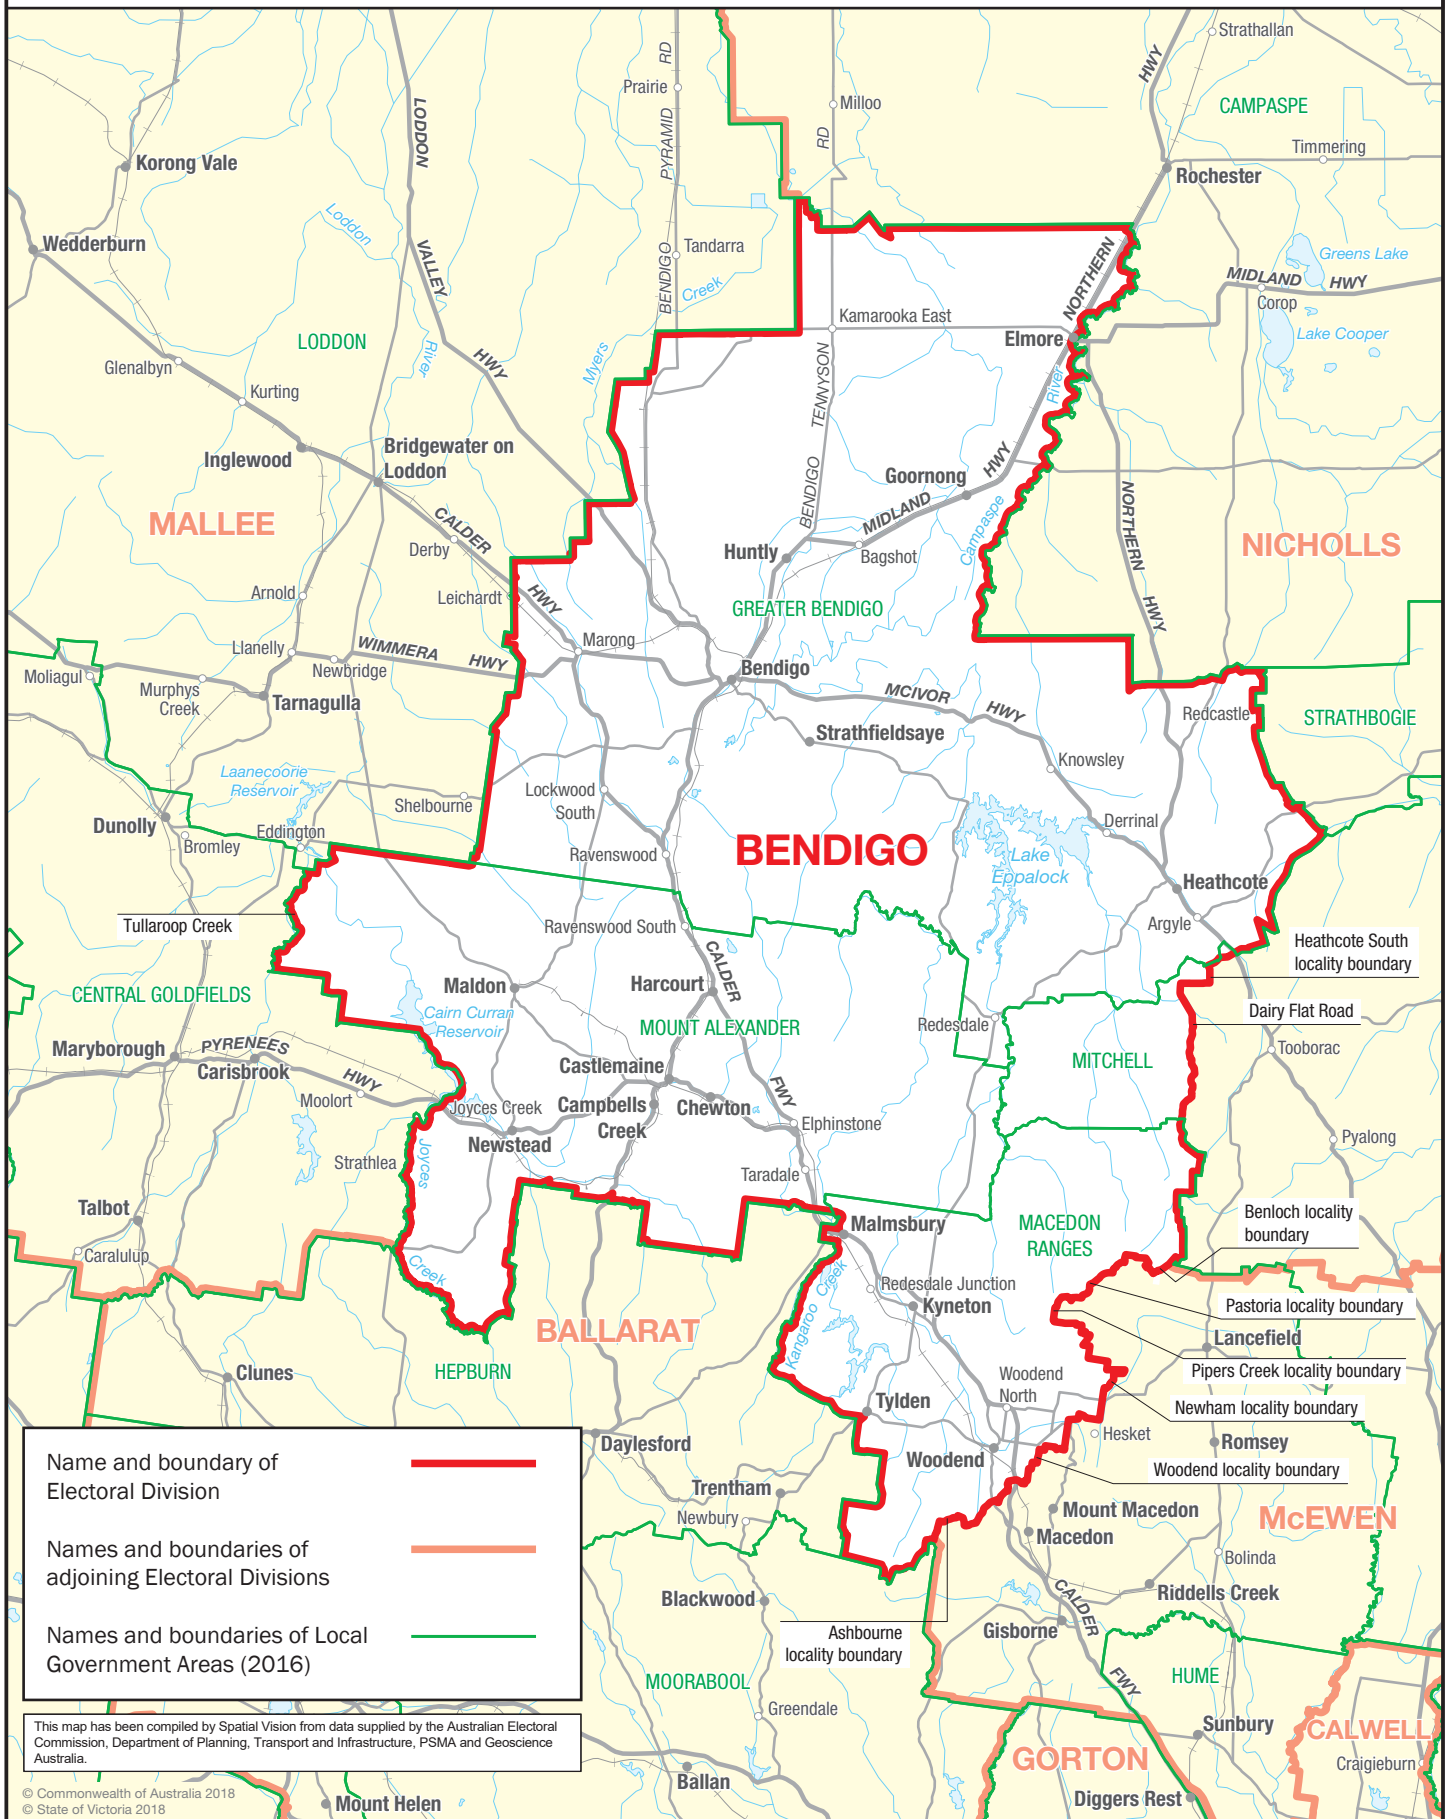 Strathallan
HWY
RD
Prairie
Milloo
CAMPASPE
LODDON
PYRAMID
RD
Timmering
Korong Vale
Rochester
Loddon
Wedderburn
Tandarra
VALLEY
NORTHERN
Greens Lake
BENDIGO
Creek
MIDLAND HWY
Corop
Kamarooka East
LODDON
River
Elmore
Lake Cooper
Glenalbyn
HWY
Myers
Kurting
TENNYSON
River
Bridgewater on
Loddon
Inglewood
HWY
Goornong
BENDIGO
MALLEE
CALDER
MIDLAND
NORTHERN
Campaspe
NICHOLLS
Derby
Huntly
Bagshot
Arnold
Leichardt
HWY
GREATER BENDIGO
HWY
Llanelly
WIMMERA HWY
Marong
Moliagul
Newbridge
Bendigo
Murphys
Creek
Tarnagulla
MCIVOR HWY
Redcastle
STRATHBOGIE
Strathfieldsaye
Knowsley
Laanecoorie
Reservoir
Lockwood
South
Shelbourne
Dunolly
Eddington
Derrinal
Bromley
Ravenswood
BENDIGO
Lake
Eppalock
Heathcote
Tullaroop Creek
Ravenswood South
Argyle
Heathcote South
locality boundary
CALDER
CENTRAL GOLDFIELDS
Maldon
Harcourt
Cairn Curran
Reservoir
MOUNT ALEXANDER
Redesdale
Dairy Flat Road
Maryborough
PYRENEES
Tooborac
Carisbrook
HWY
Castlemaine
MITCHELL
Moolort
Joyces Creek
Campbells
Creek
Chewton
FWY
Elphinstone
Newstead
Pyalong
Strathlea
Joyces
Taradale
Talbot
Benloch locality
boundary
Malmsbury
MACEDON
RANGES
Caralulup
Creek
Redesdale Junction
Kangaroo Creek
Kyneton
Pastoria locality boundary
BALLARAT
Lancefield
Clunes
HEPBURN
Woodend
North
Pipers Creek locality boundary
Tylden
Newham locality boundary
Hesket
Daylesford
Woodend
Romsey
Woodend locality boundary
Trentham
Mount Macedon
McEWEN
Newbury
Macedon
Bolinda
Blackwood
CALDER
Riddells Creek
Ashbourne
locality boundary
Gisborne
MOORABOOL
FWY
HUME
Greendale
Sunbury
CALWELL
GORTON
Craigieburn
Ballan
Diggers Rest
Mount Helen
Name and boundary of
Electoral Division
Names and boundaries of
adjoining Electoral Divisions
Names and boundaries of Local
Government Areas (2016)
This map has been compiled by Spatial Vision from data supplied by the Australian Electoral
Commission, Department of Planning, Transport and Infrastructure, PSMA and Geoscience
Australia.
© Commonwealth of Australia 2018
© State of Victoria 2018